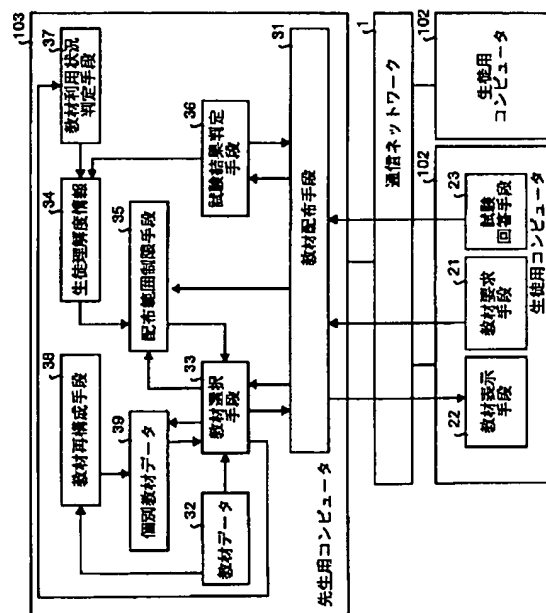 103
37
教材利用状況
判定手段
34
生徒理解度情報
36
試験結果判定
手段
35
配布範囲制限手段
31
教材配布手段
38
教材再構成手段
39
個別教材データ
33
教材選択
手段
32
教材データ
先生用コンピュータ
1
通信ネットワーク
102
生徒用
コンピュータ
102
23
試験
回答手段
21
教材要求
手段
22
教材表示
手段
生徒用コンピュータ